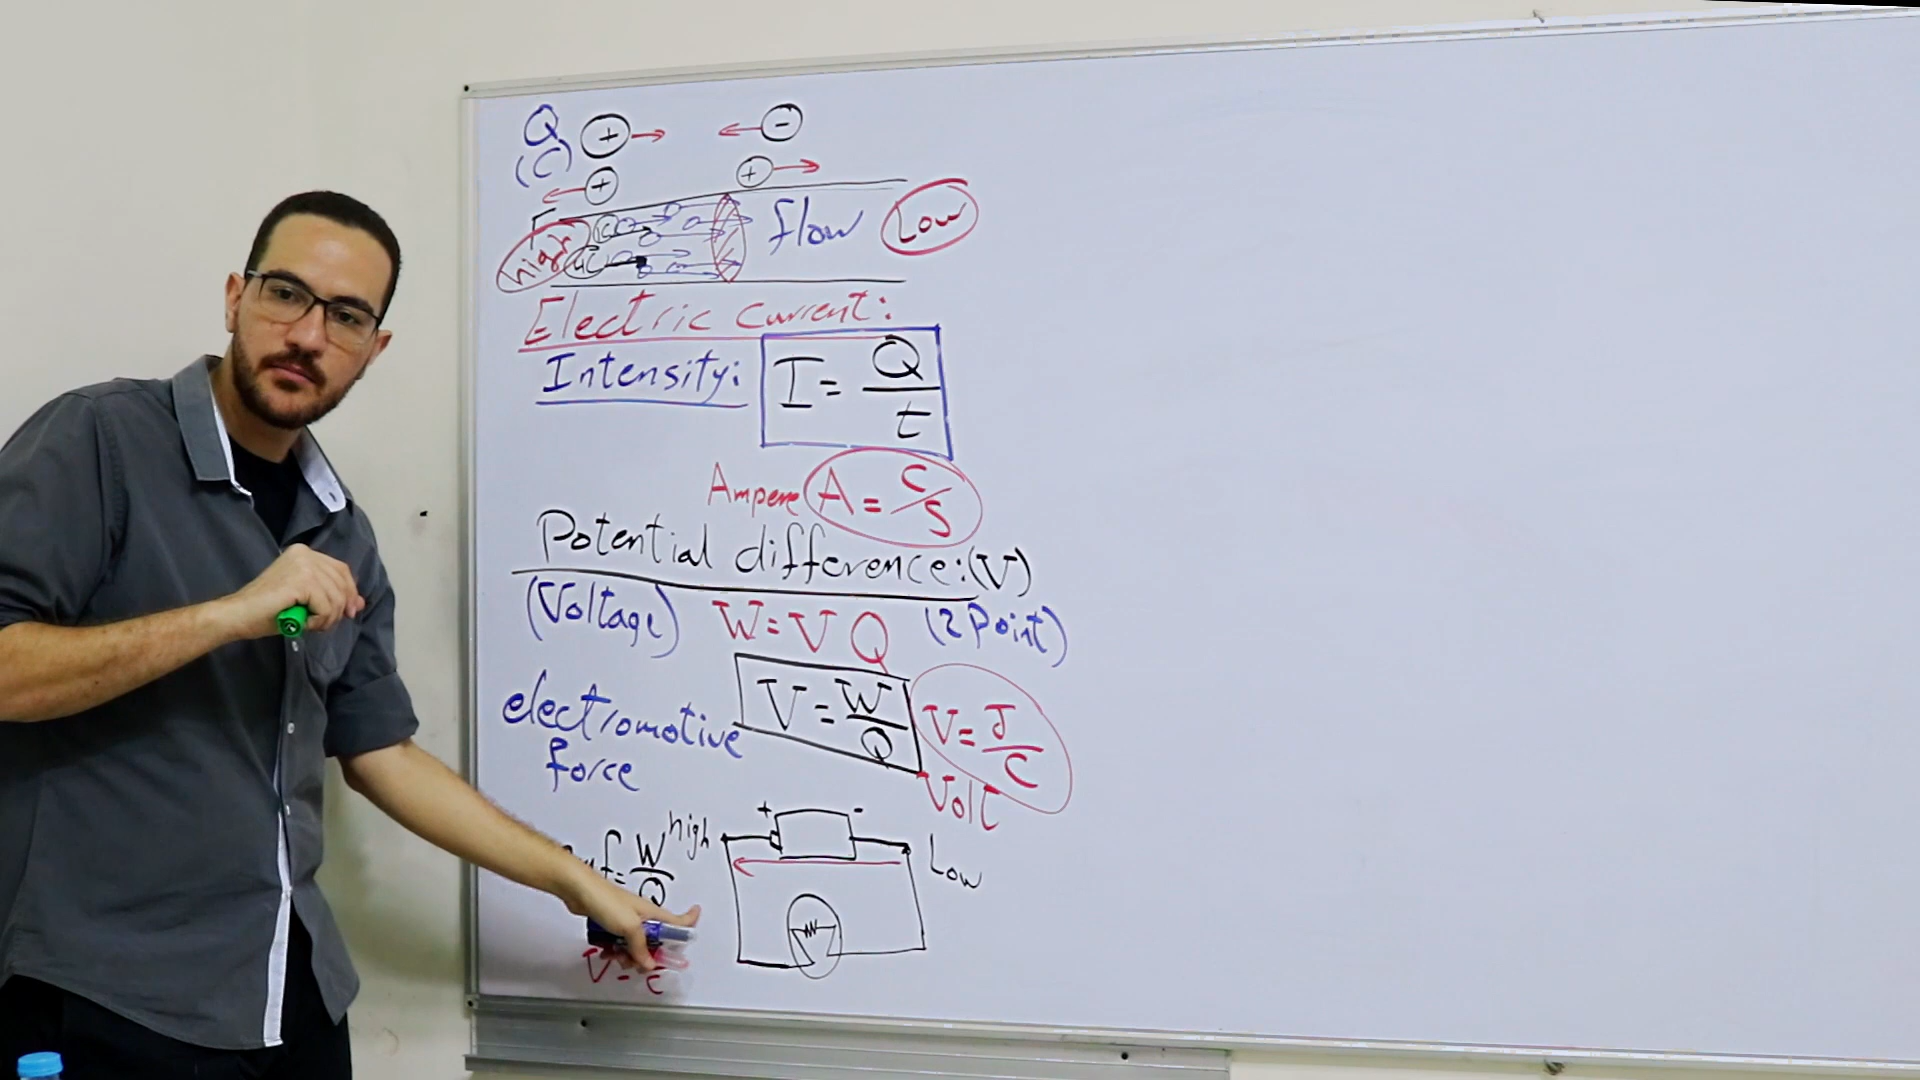 Q + -
(C)
+ +
high flow Low
Electric current:
Intensity: I = Q/t
Ampere A = C/S
Potential difference: (V)
(Voltage) W = V Q (2 Point)
electromotive V = W/Q V = J/C
force Volt
+ -
W/Q high Low
V =